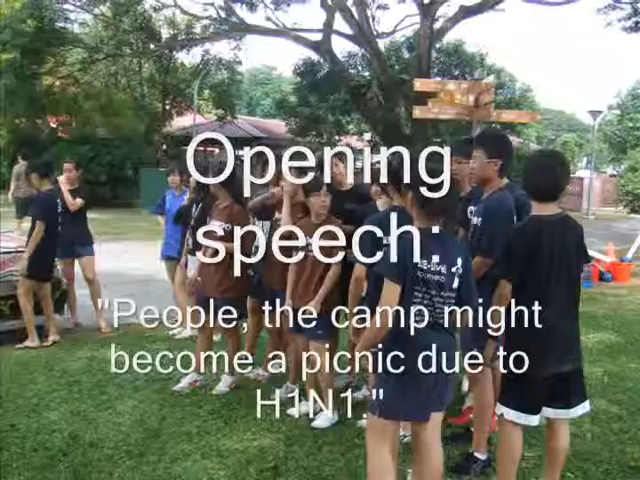 Opening
speech:
"People, the camp might
become a picnic due to
H1N1."